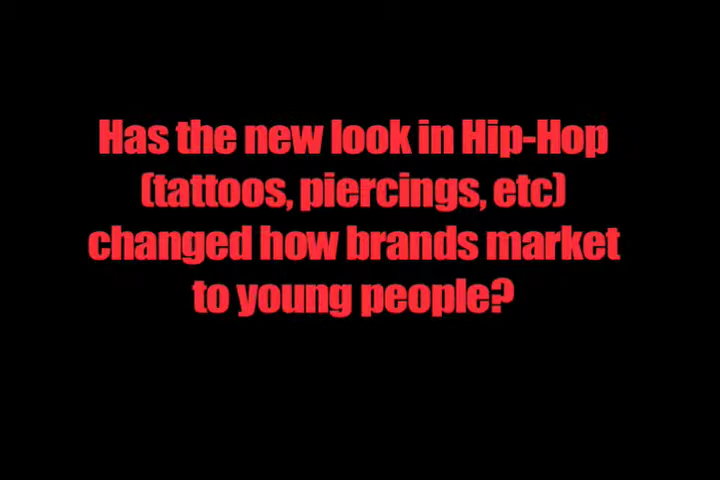 Has the new look in Hip-Hop
(tattoos, piercings, etc)
changed how brands market
to young people?